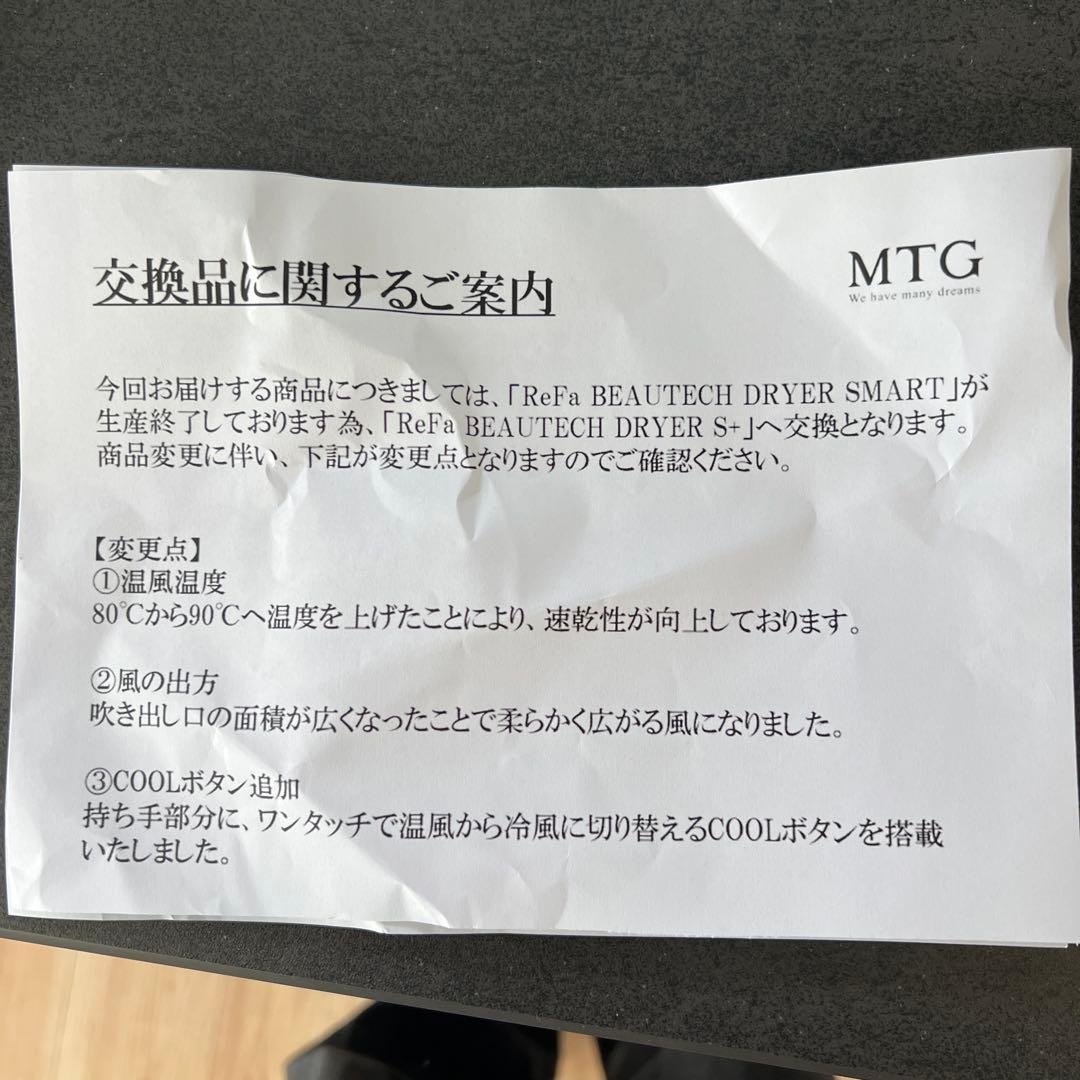 交換品に関するご案内
MTG
We have many dreams
今回お届けする商品につきましては、「ReFa BEAUTECH DRYER SMART」が
生産終了しております為、「ReFa BEAUTECH DRYER S+」へ交換となります。
商品変更に伴い、下記が変更点となりますのでご確認ください。
【変更点】
①温風温度
80℃から90℃へ温度を上げたことにより、速乾性が向上しております。
②風の出方
吹き出し口の面積が広くなったことで柔らかく広がる風になりました。
③COOLボタン追加
持ち手部分に、ワンタッチで温風から冷風に切り替えるCOOLボタンを搭載
いたしました。